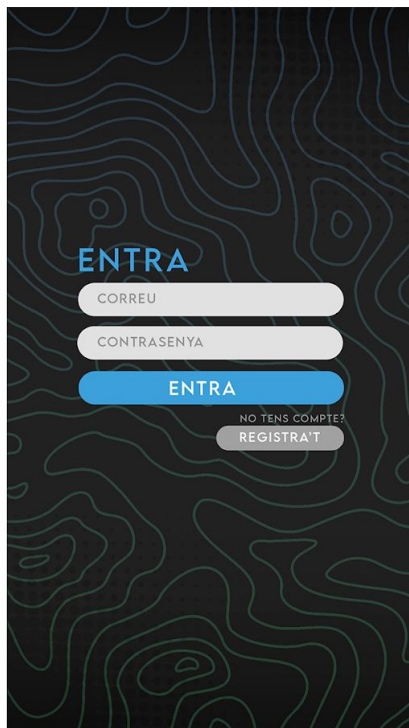 ENTRA
CORREU
CONTRASENYA
ENTRA
NO TENS COMPTE?
REGISTRA'T